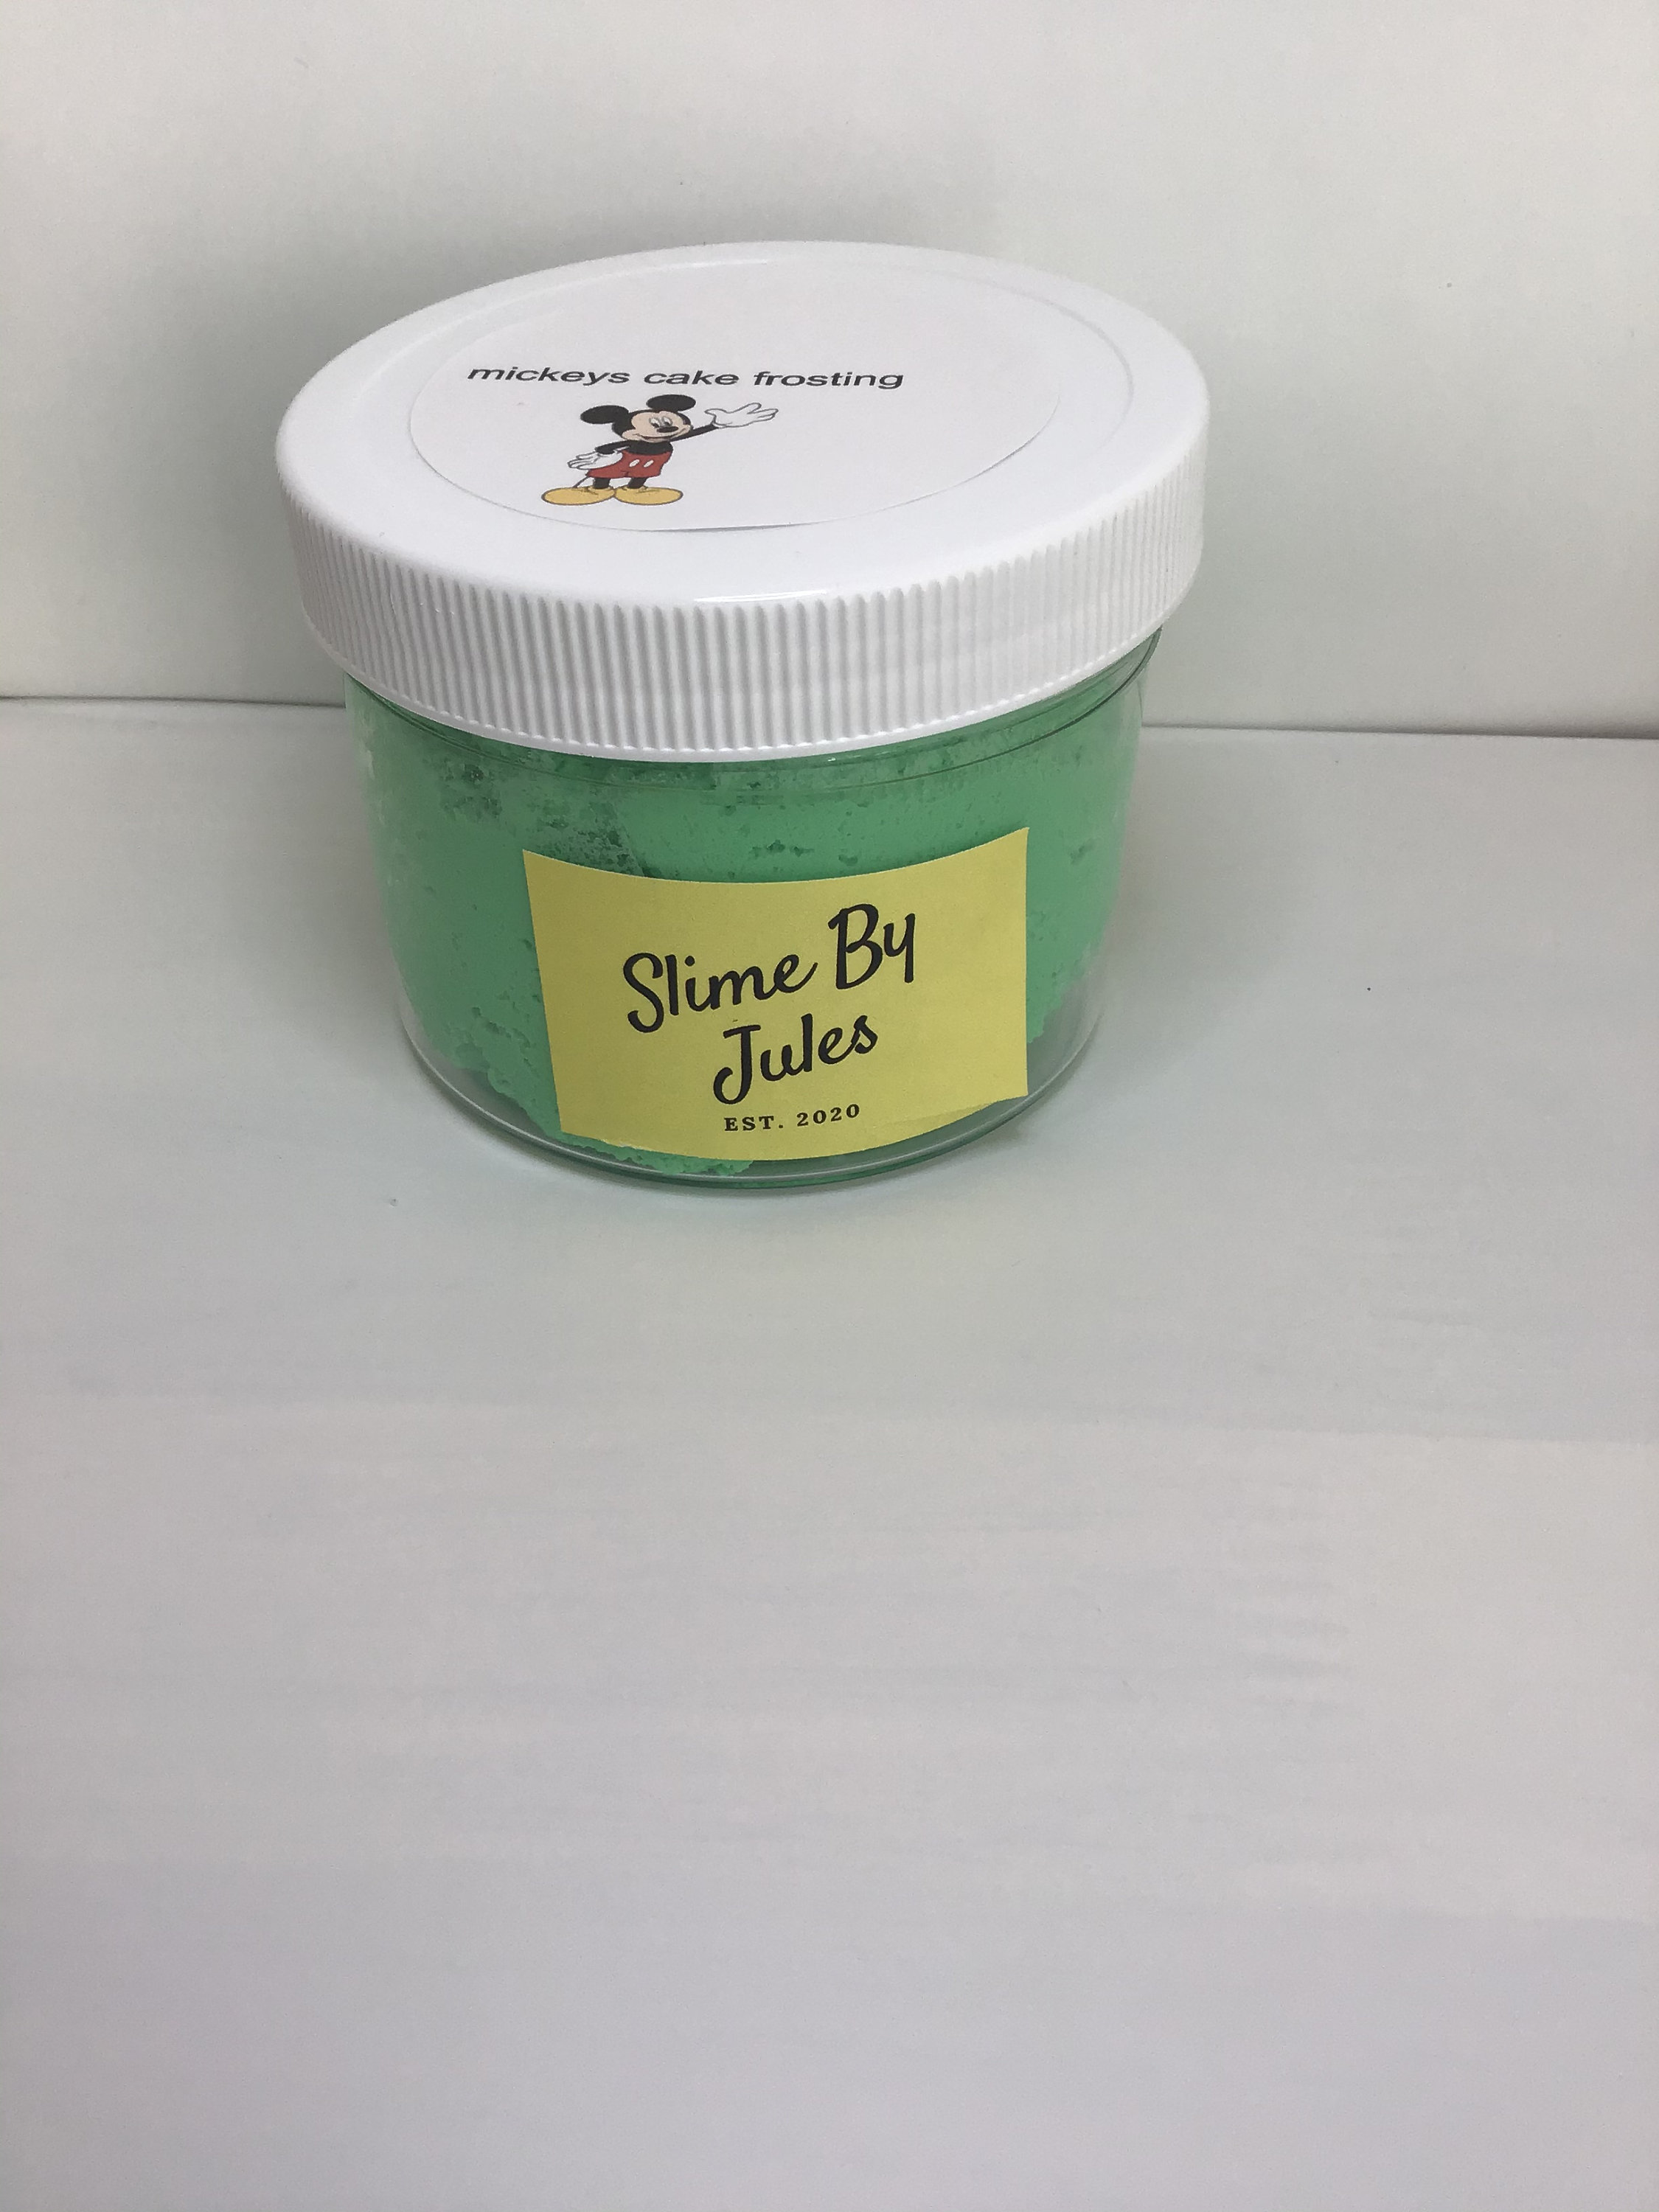 mickeys cake frosting
Slime By
Jules
EST. 2020